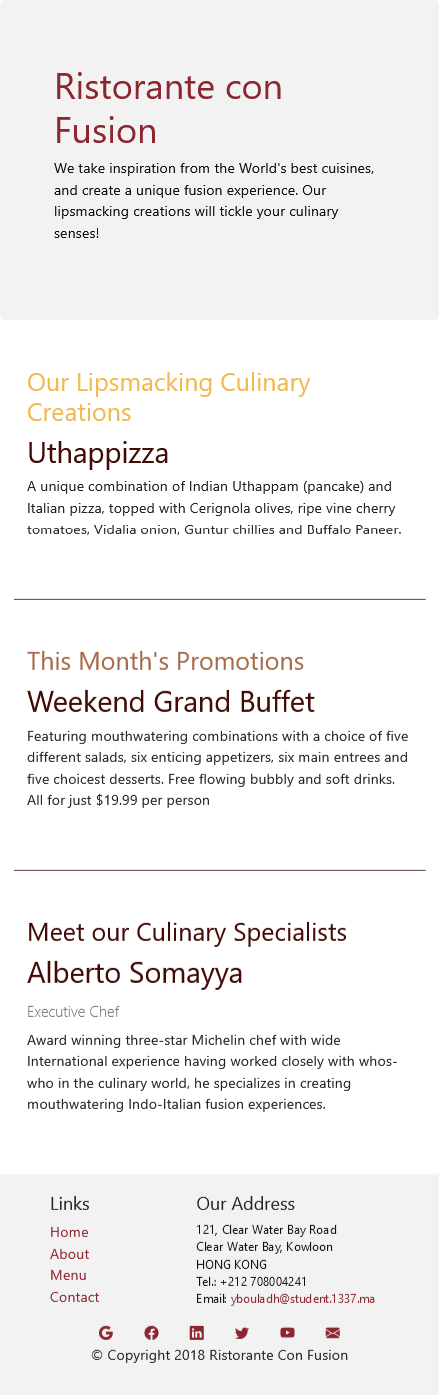 Ristorante con
Fusion
We take inspiration from the World's best cuisines,
and create a unique fusion experience. Our
lipsmacking creations will tickle your culinary
senses!
Our Lipsmacking Culinary
Creations
Uthappizza
A unique combination of Indian Uthappam (pancake) and
Italian pizza, topped with Cerignola olives, ripe vine cherry
tomatoes, Vidalia onion, Guntur chillies and Buffalo Paneer.
This Month's Promotions
Weekend Grand Buffet
Featuring mouthwatering combinations with a choice of five
different salads, six enticing appetizers, six main entrees and
five choicest desserts. Free flowing bubbly and soft drinks.
All for just $19.99 per person
Meet our Culinary Specialists
Alberto Somayya
Executive Chef
Award winning three-star Michelin chef with wide
International experience having worked closely with whos-
who in the culinary world, he specializes in creating
mouthwatering Indo-Italian fusion experiences.
Links
Home
About
Menu
Contact
Our Address
121, Clear Water Bay Road
Clear Water Bay, Kowloon
HONG KONG
Tel.: +212 708004241
Email: ybouladh@student.1337.ma
© Copyright 2018 Ristorante Con Fusion